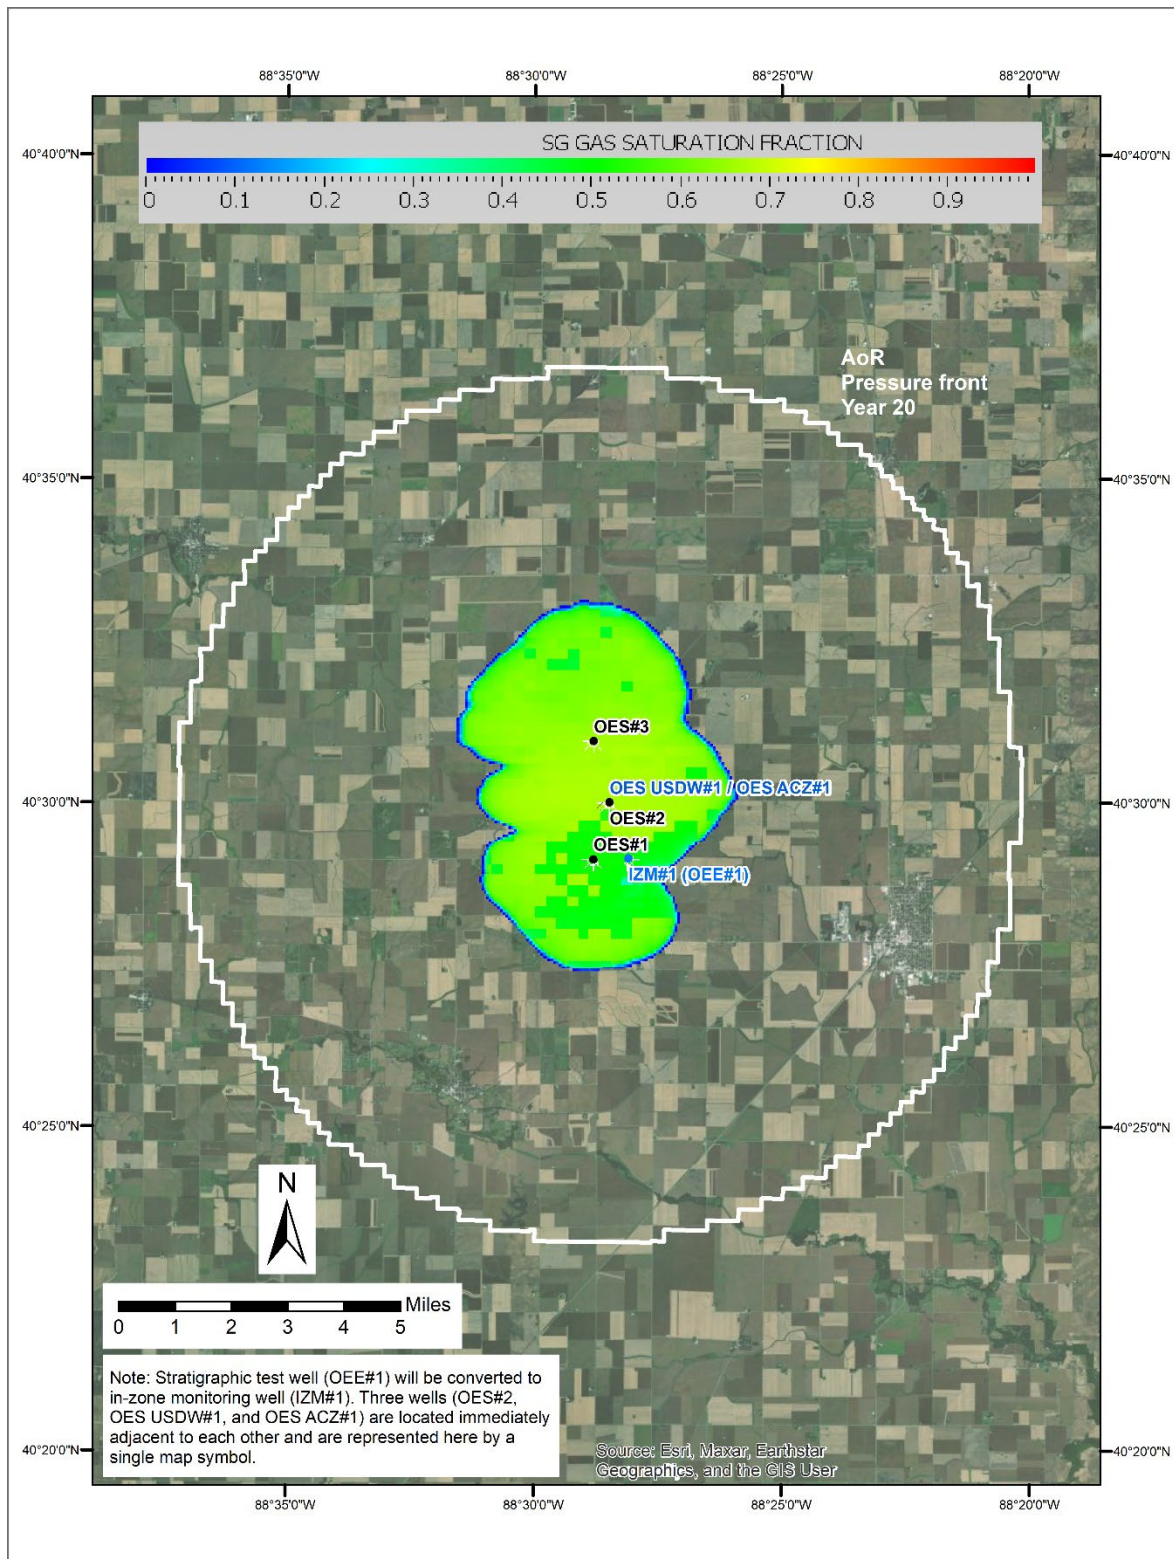 88°35'0"W 88°30'0"W 88°25'0"W 88°20'0"W
SG GAS SATURATION FRACTION
0 0.1 0.2 0.3 0.4 0.5 0.6 0.7 0.8 0.9
40°40'0"N 40°40'0"N
AoR
Pressure front
Year 20
40°35'0"N 40°35'0"N
OES#3
OES USDW#1 / OES ACZ#1
40°30'0"N 40°30'0"N
OES#2
OES#1
IZM#1 (OEE#1)
40°25'0"N 40°25'0"N
N
Miles
0 1 2 3 4 5
Note: Stratigraphic test well (OEE#1) will be converted to
in-zone monitoring well (IZM#1). Three wells (OES#2,
OES USDW#1, and OES ACZ#1) are located immediately
adjacent to each other and are represented here by a
single map symbol.
Source: Esri, Maxar, Earthstar
Geographics, and the GIS User
40°20'0"N 40°20'0"N
88°35'0"W 88°30'0"W 88°25'0"W 88°20'0"W